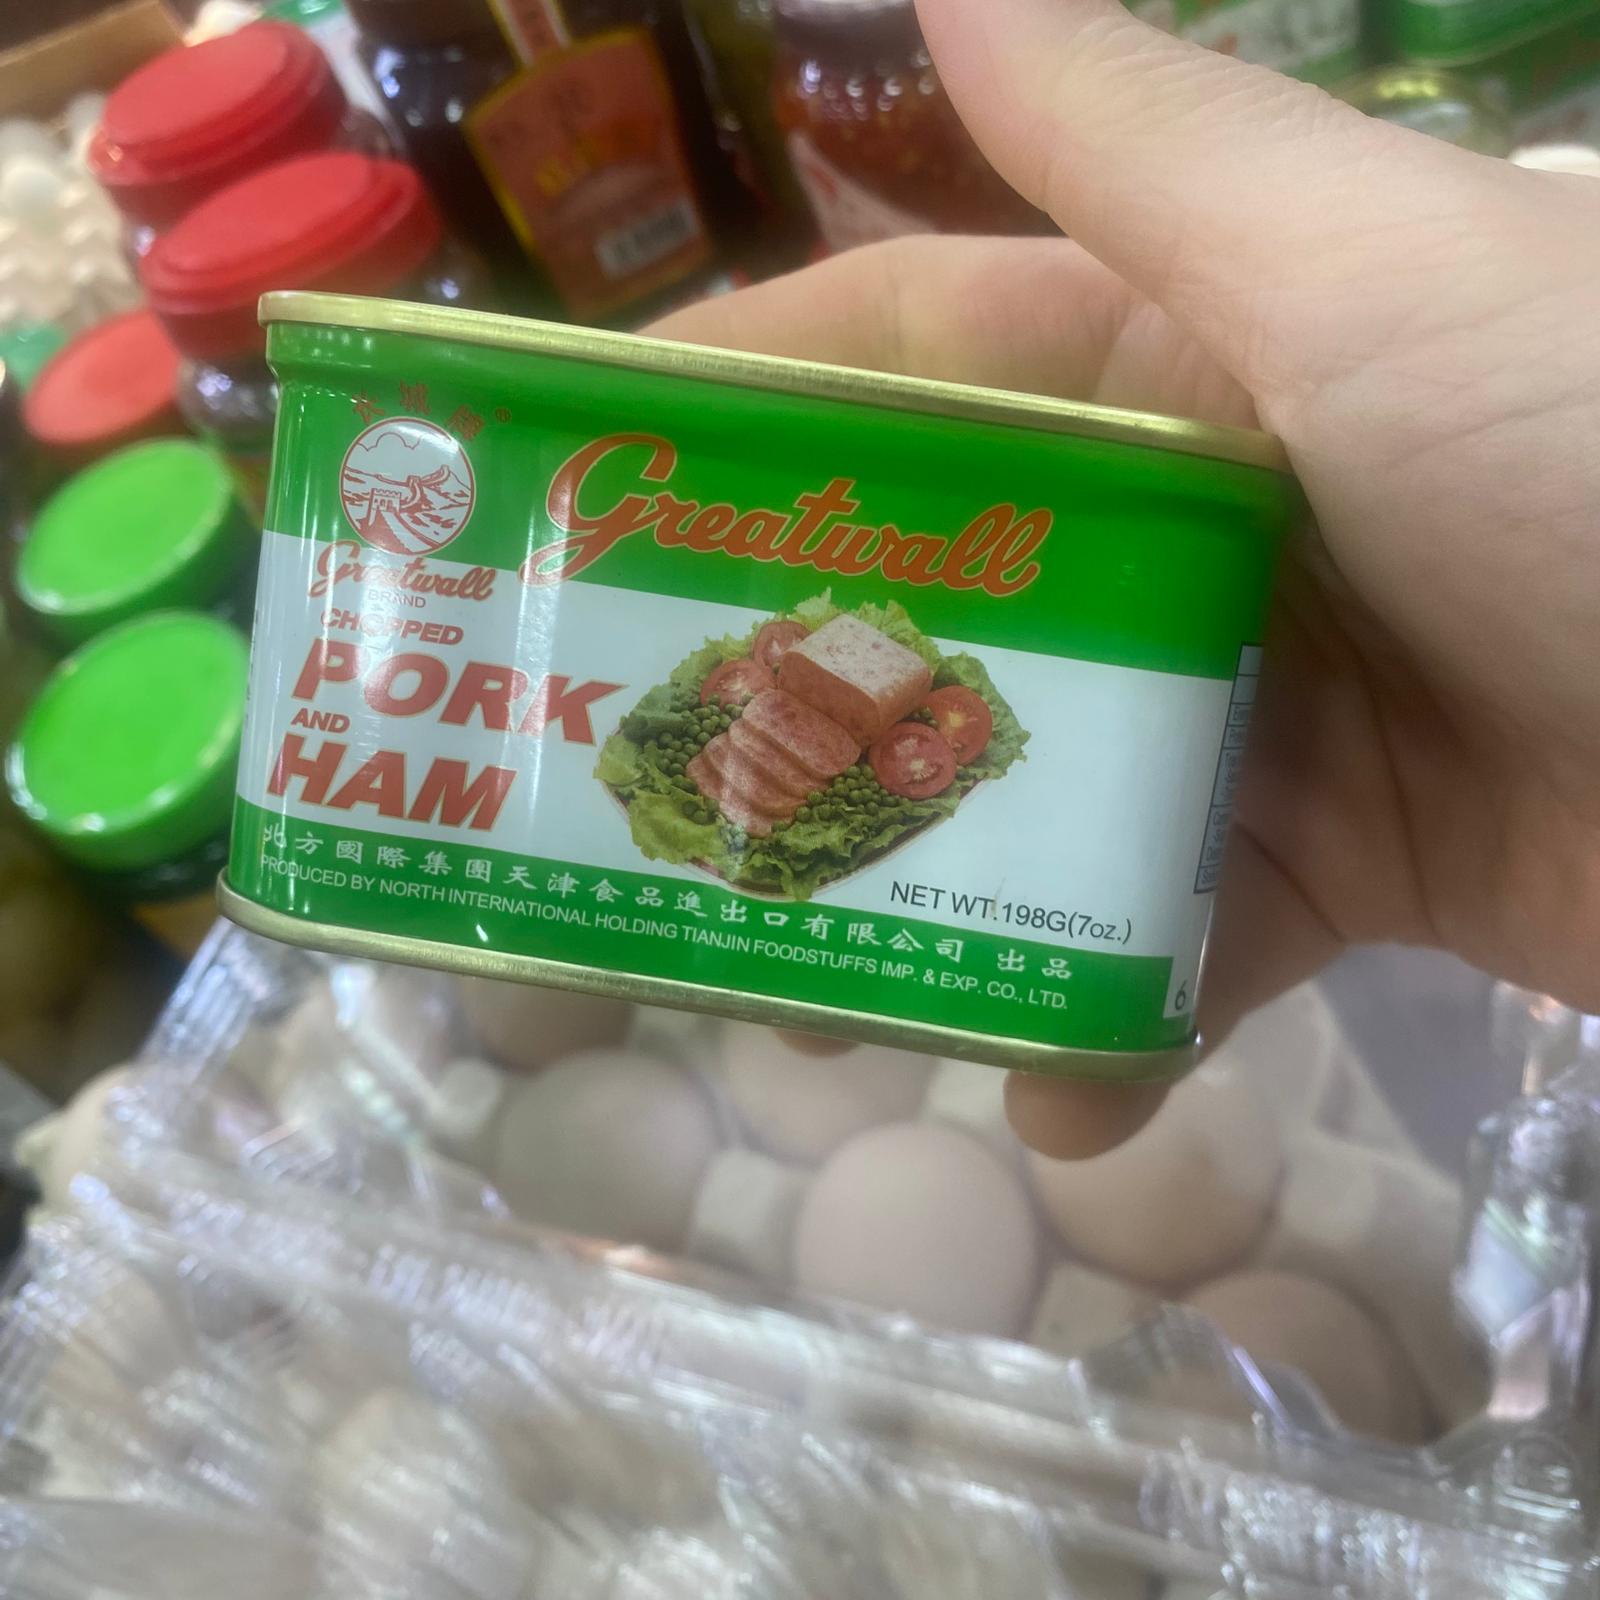 长城牌®
Greatwall
Greatwall
BRAND
CHOPPED
PORK
AND
HAM
NET WT.198G(7oz.)
北方國際集團天津食品進出口有限公司 出品
PRODUCED BY NORTH INTERNATIONAL HOLDING TIANJIN FOODSTUFFS IMP. & EXP. CO., LTD.
6